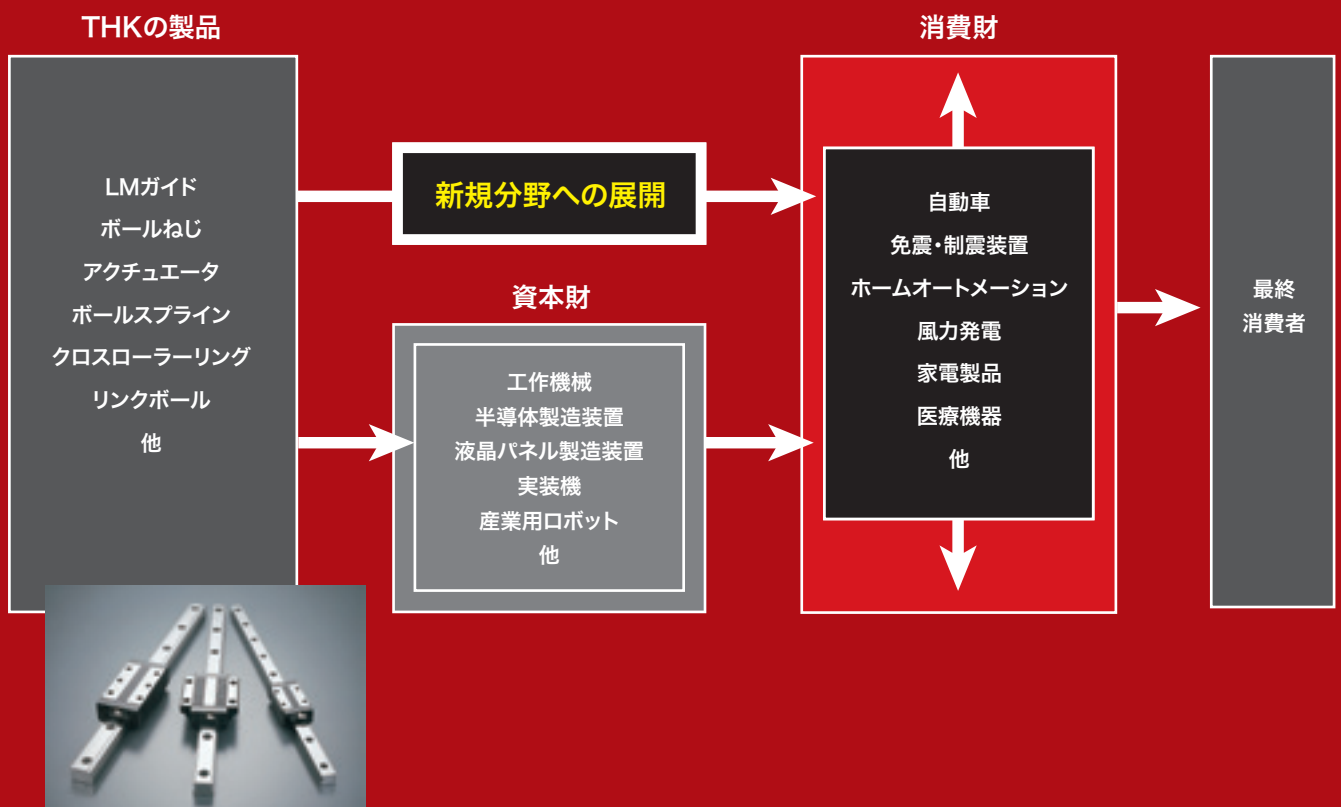 THKの製品
LMガイド
ボールねじ
アクチュエータ
ボールスプライン
クロスローラーリング
リンクボール
他
新規分野への展開
資本財
工作機械
半導体製造装置
液晶パネル製造装置
実装機
産業用ロボット
他
消費財
自動車
免震・制震装置
ホームオートメーション
風力発電
家電製品
医療機器
他
最終
消費者